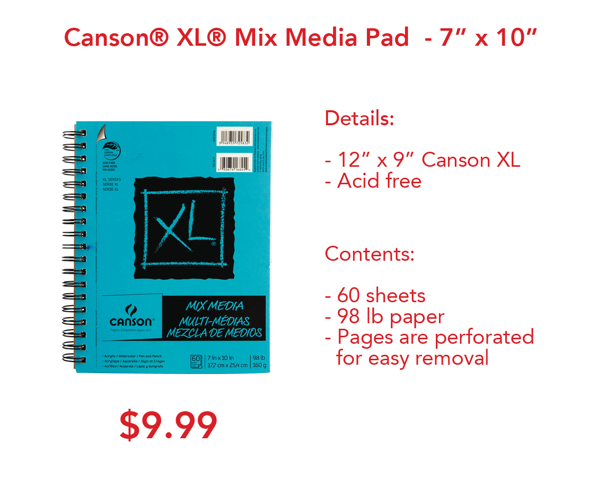 Canson® XL® Mix Media Pad - 7” x 10”
Details:
- 12” x 9” Canson XL
- Acid free
Contents:
- 60 sheets
- 98 lb paper
- Pages are perforated
for easy removal
XL®
CANSON®
MIX MEDIA
MULTI-MÉDIAS
MEZCLA DE MEDIOS
60
7 in x 10 in
98 lb
17,7 cm x 25,4 cm
160 g
$9.99